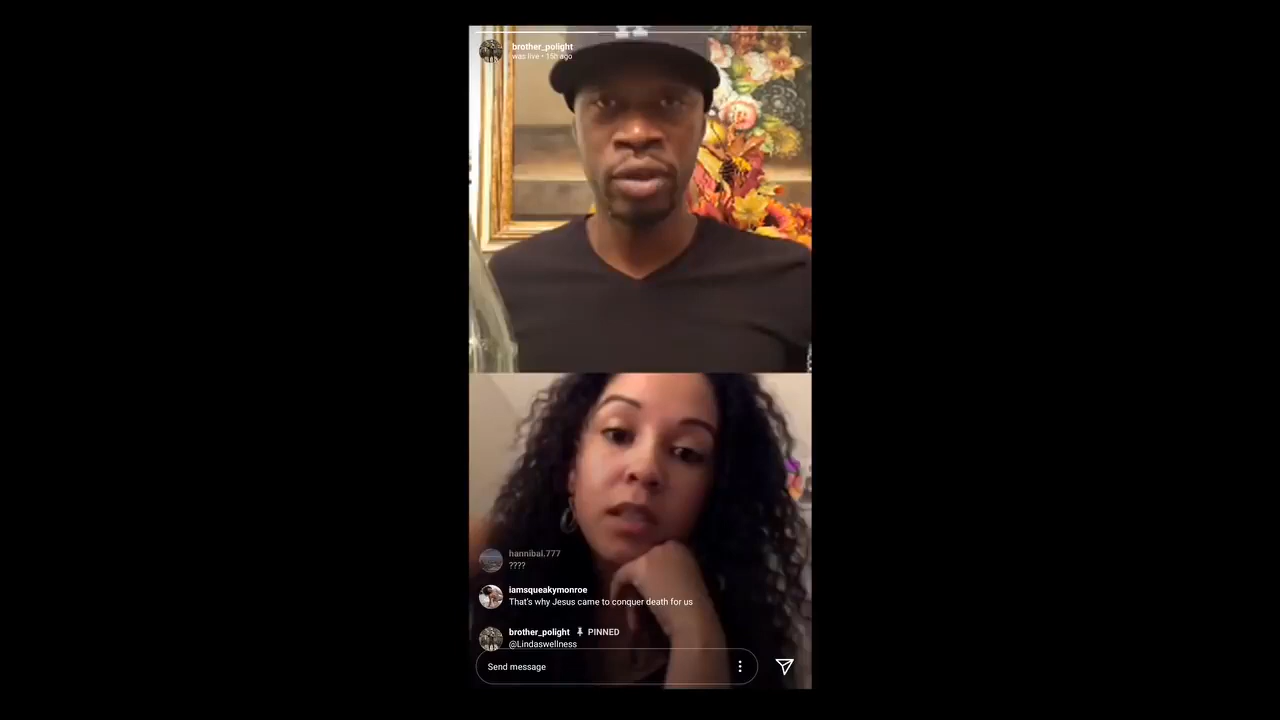 brother_polight
was live • 15h ago
hannibal.777
????
iamsqueakymonroe
That's why Jesus came to conquer death for us
brother_polight PINNED
@Lindaswellness
Send message